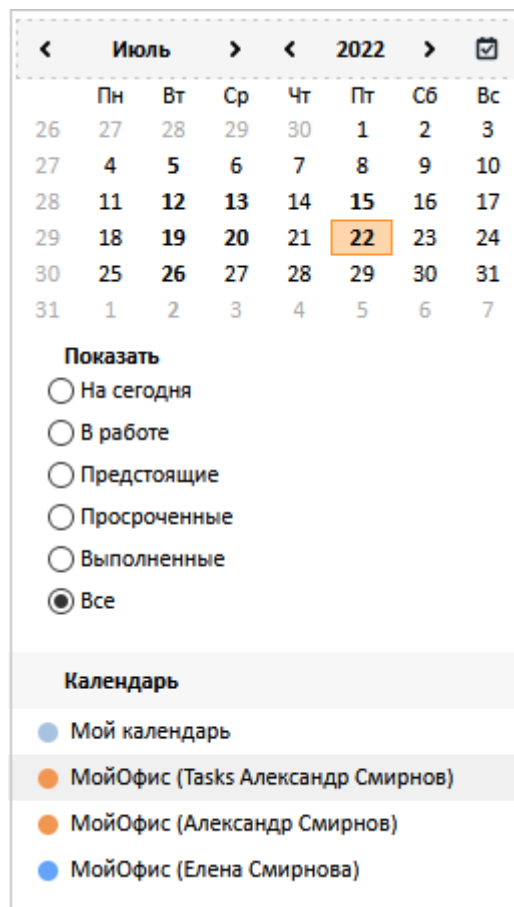 Июль 2022
Пн Вт Ср Чт Пт Сб Вс
26 27 28 29 30 1 2 3
27 4 5 6 7 8 9 10
28 11 12 13 14 15 16 17
29 18 19 20 21 22 23 24
30 25 26 27 28 29 30 31
31 1 2 3 4 5 6 7
Показать
На сегодня
В работе
Предстоящие
Просроченные
Выполненные
Все
Календарь
Мой календарь
МойОфис (Tasks Александр Смирнов)
МойОфис (Александр Смирнов)
МойОфис (Елена Смирнова)